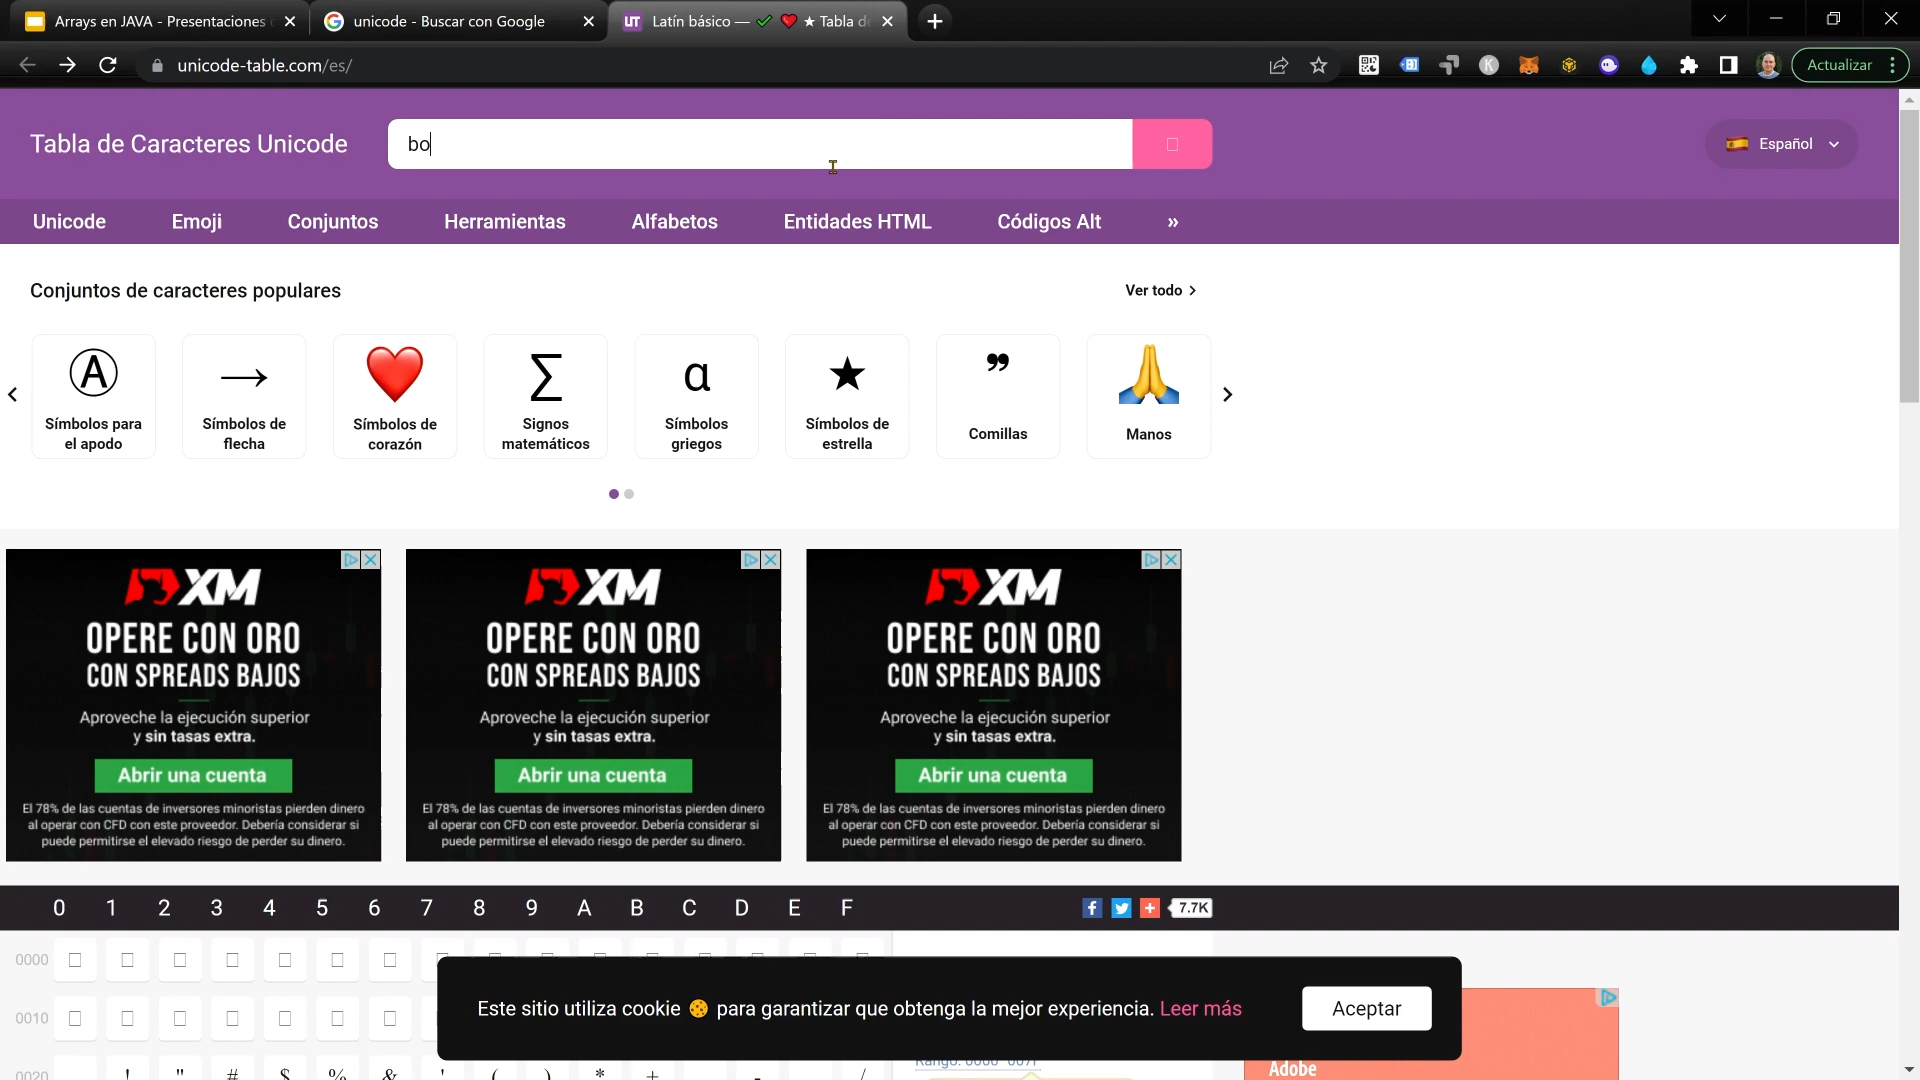 Arrays en JAVA - Presentaciones
unicode - Buscar con Google
UT Latín básico — ✔ ❤ ★ Tabla de
unicode-table.com/es/
Actualizar
Tabla de Caracteres Unicode
bo
Español
Unicode Emoji Conjuntos Herramientas Alfabetos Entidades HTML Códigos Alt »
Conjuntos de caracteres populares
Ver todo
Ⓐ → ❤ ∑ α ★ ❞ 🙏
Símbolos para
el apodo
Símbolos de
flecha
Símbolos de
corazón
Signos
matemáticos
Símbolos
griegos
Símbolos de
estrella
Comillas
Manos
XM
OPERE CON ORO
CON SPREADS BAJOS
Aproveche la ejecución superior
y sin tasas extra.
Abrir una cuenta
El 78% de las cuentas de inversores minoristas pierden dinero
al operar con CFD con este proveedor. Debería considerar si
puede permitirse el elevado riesgo de perder su dinero.
XM
OPERE CON ORO
CON SPREADS BAJOS
Aproveche la ejecución superior
y sin tasas extra.
Abrir una cuenta
El 78% de las cuentas de inversores minoristas pierden dinero
al operar con CFD con este proveedor. Debería considerar si
puede permitirse el elevado riesgo de perder su dinero.
XM
OPERE CON ORO
CON SPREADS BAJOS
Aproveche la ejecución superior
y sin tasas extra.
Abrir una cuenta
El 78% de las cuentas de inversores minoristas pierden dinero
al operar con CFD con este proveedor. Debería considerar si
puede permitirse el elevado riesgo de perder su dinero.
0 1 2 3 4 5 6 7 8 9 A B C D E F
7.7K
0000
0010
Este sitio utiliza cookie 🍪 para garantizar que obtenga la mejor experiencia. Leer más
Aceptar
0020 ! " # $ % & ' ( ) * + - /
Adobe